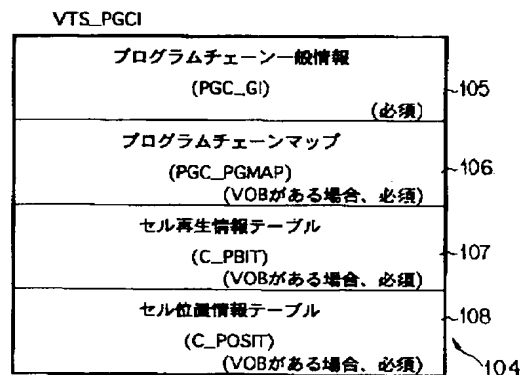 VTS_PGCI
プログラムチェーン一般情報
(PGC_GI)
(必須)
105
プログラムチェーンマップ
(PGC_PGMAP)
(VOBがある場合、必須)
106
セル再生情報テーブル
(C_PBIT)
(VOBがある場合、必須)
107
セル位置情報テーブル
(C_POSIT)
(VOBがある場合、必須)
108
104